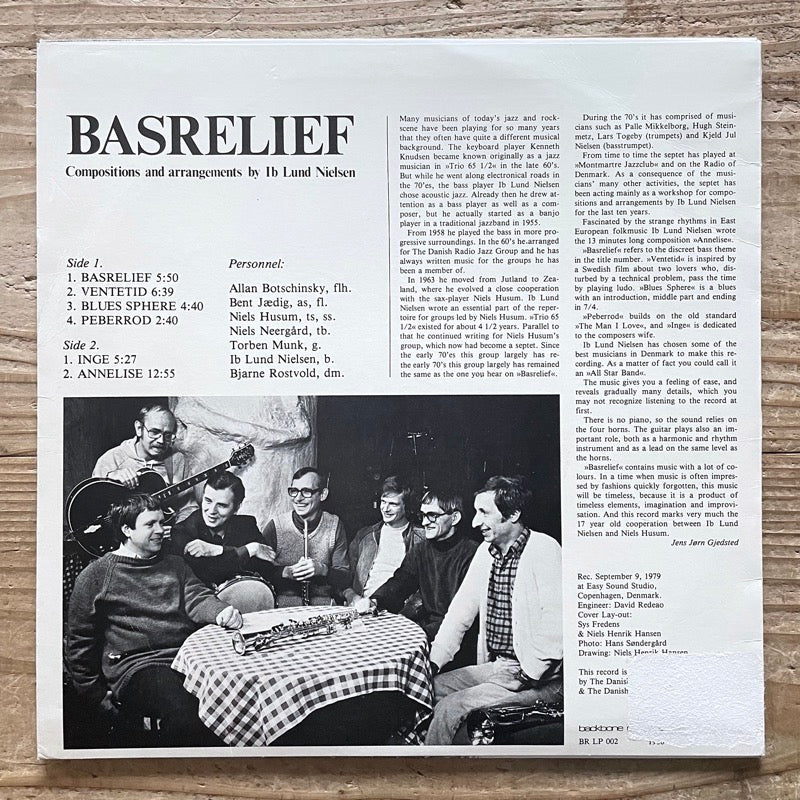 BASRELIEF
Compositions and arrangements by Ib Lund Nielsen
Side 1.
1. BASRELIEF 5:50
2. VENTETID 6:39
3. BLUES SPHERE 4:40
4. PEBERROD 2:40
Side 2.
1. INGE 5:27
2. ANNELISE 12:55
Personnel:
Allan Botschinsky, flh.
Bent Jædig, as, fl.
Niels Husum, ts, ss.
Niels Neergård, tb.
Torben Munk, g.
Ib Lund Nielsen, b.
Bjarne Rostvold, dm.
Many musicians of today's jazz and rock-
scene have been playing for so many years
that they often have quite a different musical
background. The keyboard player Kenneth
Knudsen became known originally as a jazz
musician in »Trio 65 1/2« in the late 60's.
But while he went along electronical roads in
the 70'es, the bass player Ib Lund Nielsen
chose acoustic jazz. Already then he drew at-
tention as a bass player as well as a com-
poser, but he actually started as a banjo
player in a traditional jazzband in 1955.
From 1958 he played the bass in more pro-
gressive surroundings. In the 60's he.arranged
for The Danish Radio Jazz Group and he has
always written music for the groups he has
been a member of.
In 1963 he moved from Jutland to Zea-
land, where he evolved a close cooperation
with the sax-player Niels Husum. Ib Lund
Nielsen wrote an essential part of the reper-
toire for groups led by Niels Husum. »Trio 65
1/2« existed for about 4 1/2 years. Parallel to
that he continued writing for Niels Husum's
group, which now had become a septet. Since
the early 70'es this group largely has re-
the early 70's this group largely has remained
the same as the one you hear on »Basrelief«.
During the 70's it has comprised of musi-
cians such as Palle Mikkelborg, Hugh Stein-
metz, Lars Togeby (trumpets) and Kjeld Jul
Nielsen (basstrumpet).
From time to time the septet has played at
»Montmartre Jazzclub« and on the Radio of
Denmark. As a consequence of the musi-
cians' many other activities, the septet has
been acting mainly as a workshop for compo-
sitions and arrangements by Ib Lund Nielsen
for the last ten years.
Fascinated by the strange rhythms in East
European folkmusic Ib Lund Nielsen wrote
the 13 minutes long composition »Annelise«.
»Basrelief« refers to the discreet bass theme
in the title number. »Ventetid« is inspired by
a Swedish film about two lovers who, dis-
turbed by a technical problem, pass the time
by playing ludo. »Blues Sphere« is a blues
with an introduction, middle part and ending
in 7/4.
»Peberrod« builds on the old standard
»The Man I Love«, and »Inge« is dedicated
to the composers wife.
Ib Lund Nielsen has chosen some of the
best musicians in Denmark to make this re-
cording. As a matter of fact you could call it
an »All Star Band«.
The music gives you a feeling of ease, and
reveals gradually many details, which you
may not recognize listening to the record at
first.
There is no piano, so the sound relies on
the four horns. The guitar plays also an im-
portant role, both as a harmonic and rhythm
instrument and as a lead on the same level as
the horns.
»Basrelief« contains music with a lot of co-
lours. In a time when music is often impres-
sed by fashions quickly forgotten, this music
will be timeless, because it is a product of
timeless elements, imagination and improvi-
sation. And this record marks very much the
17 year old cooperation between Ib Lund
Nielsen and Niels Husum.
Jens Jørn Gjedsted
Rec. September 9, 1979
at Easy Sound Studio,
Copenhagen, Denmark.
Engineer: David Redeao
Cover Lay-out:
Sys Fredens
& Niels Henrik Hansen
Photo: Hans Søndergård
Drawing: Niels Henrik Hansen
This record is
by The Danis
& The Danish
backbone
BR LP 002